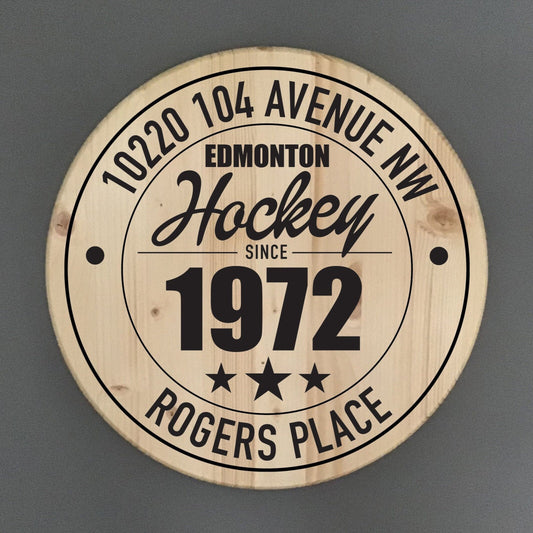 10220 104 AVENUE NW
EDMONTON
Hockey
SINCE
1972
ROGERS PLACE